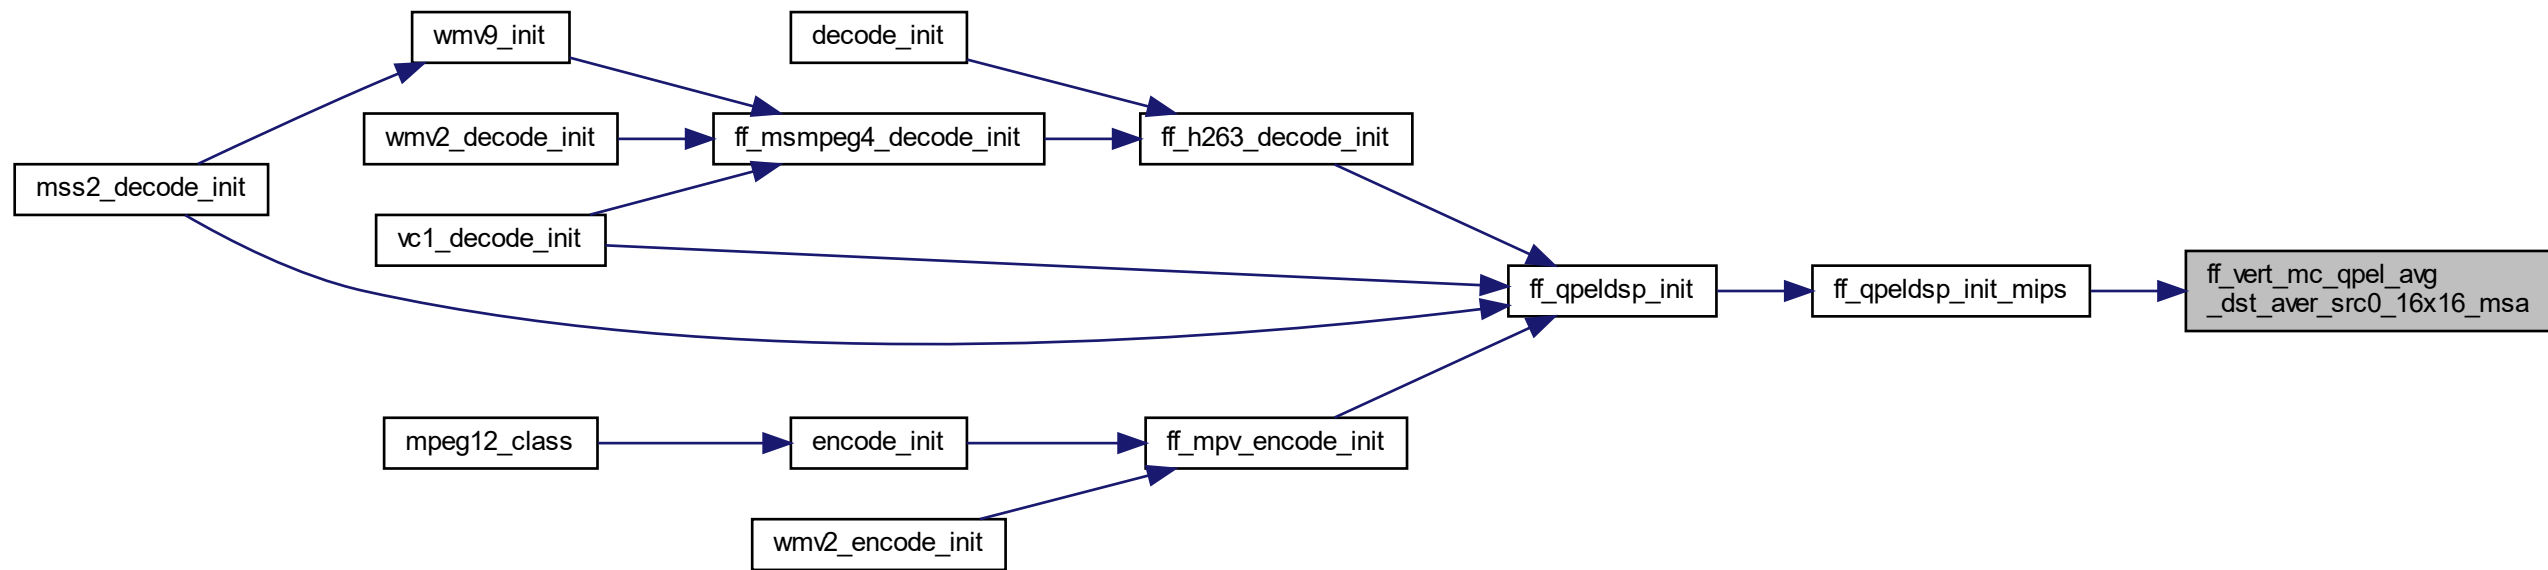 wmv9_init
decode_init
wmv2_decode_init
ff_msmpeg4_decode_init
ff_h263_decode_init
mss2_decode_init
vc1_decode_init
ff_qpeldsp_init
ff_qpeldsp_init_mips
ff_vert_mc_qpel_avg
_dst_aver_src0_16x16_msa
mpeg12_class
encode_init
ff_mpv_encode_init
wmv2_encode_init